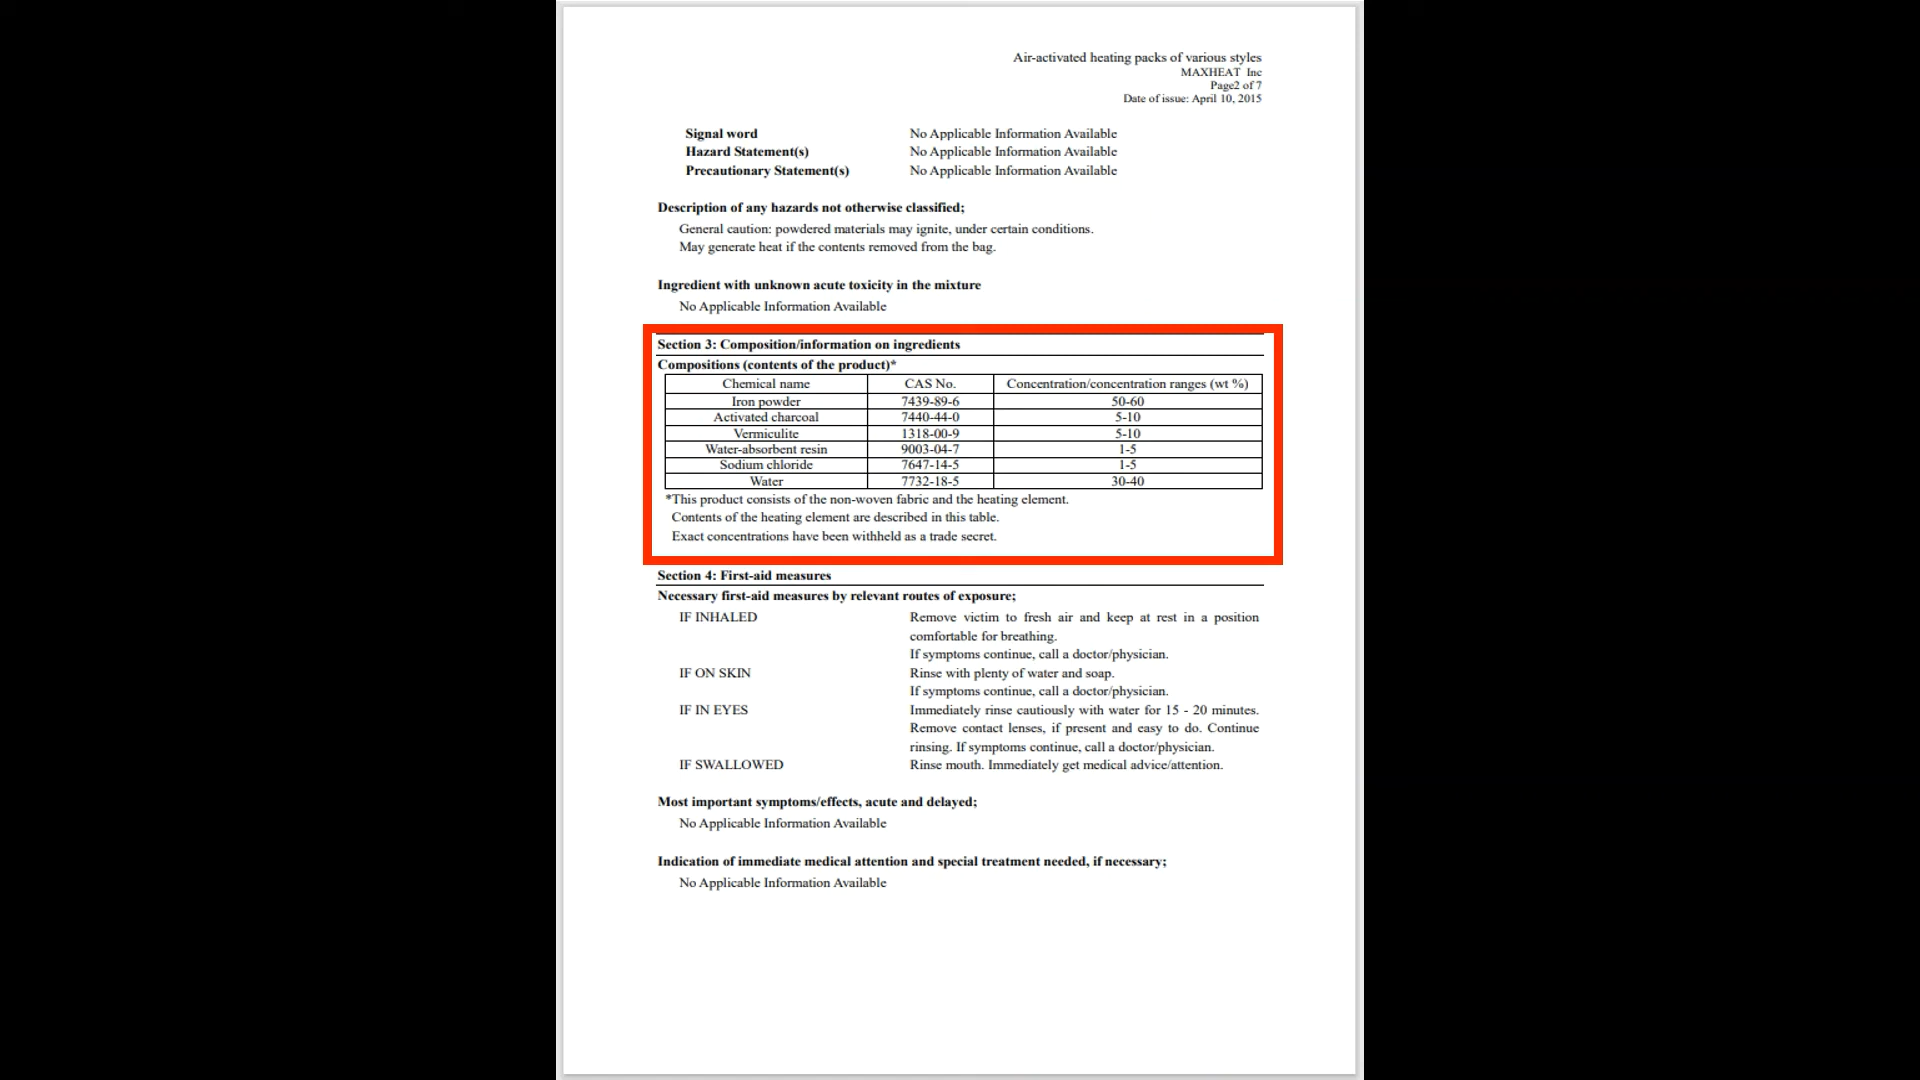 Air-activated heating packs of various styles
MAXHEAT Inc
Page2 of 7
Date of issue: April 10, 2015
Signal word No Applicable Information Available
Hazard Statement(s) No Applicable Information Available
Precautionary Statement(s) No Applicable Information Available
Description of any hazards not otherwise classified;
General caution: powdered materials may ignite, under certain conditions.
May generate heat if the contents removed from the bag.
Ingredient with unknown acute toxicity in the mixture
No Applicable Information Available
Section 3: Composition/information on ingredients
Compositions (contents of the product)*
Chemical name CAS No. Concentration/concentration ranges (wt %)
Iron powder 7439-89-6 50-60
Activated charcoal 7440-44-0 5-10
Vermiculite 1318-00-9 5-10
Water-absorbent resin 9003-04-7 1-5
Sodium chloride 7647-14-5 1-5
Water 7732-18-5 30-40
*This product consists of the non-woven fabric and the heating element.
Contents of the heating element are described in this table.
Exact concentrations have been withheld as a trade secret.
Section 4: First-aid measures
Necessary first-aid measures by relevant routes of exposure;
IF INHALED Remove victim to fresh air and keep at rest in a position
comfortable for breathing.
If symptoms continue, call a doctor/physician.
IF ON SKIN Rinse with plenty of water and soap.
If symptoms continue, call a doctor/physician.
IF IN EYES Immediately rinse cautiously with water for 15 - 20 minutes.
Remove contact lenses, if present and easy to do. Continue
rinsing. If symptoms continue, call a doctor/physician.
IF SWALLOWED Rinse mouth. Immediately get medical advice/attention.
Most important symptoms/effects, acute and delayed;
No Applicable Information Available
Indication of immediate medical attention and special treatment needed, if necessary;
No Applicable Information Available